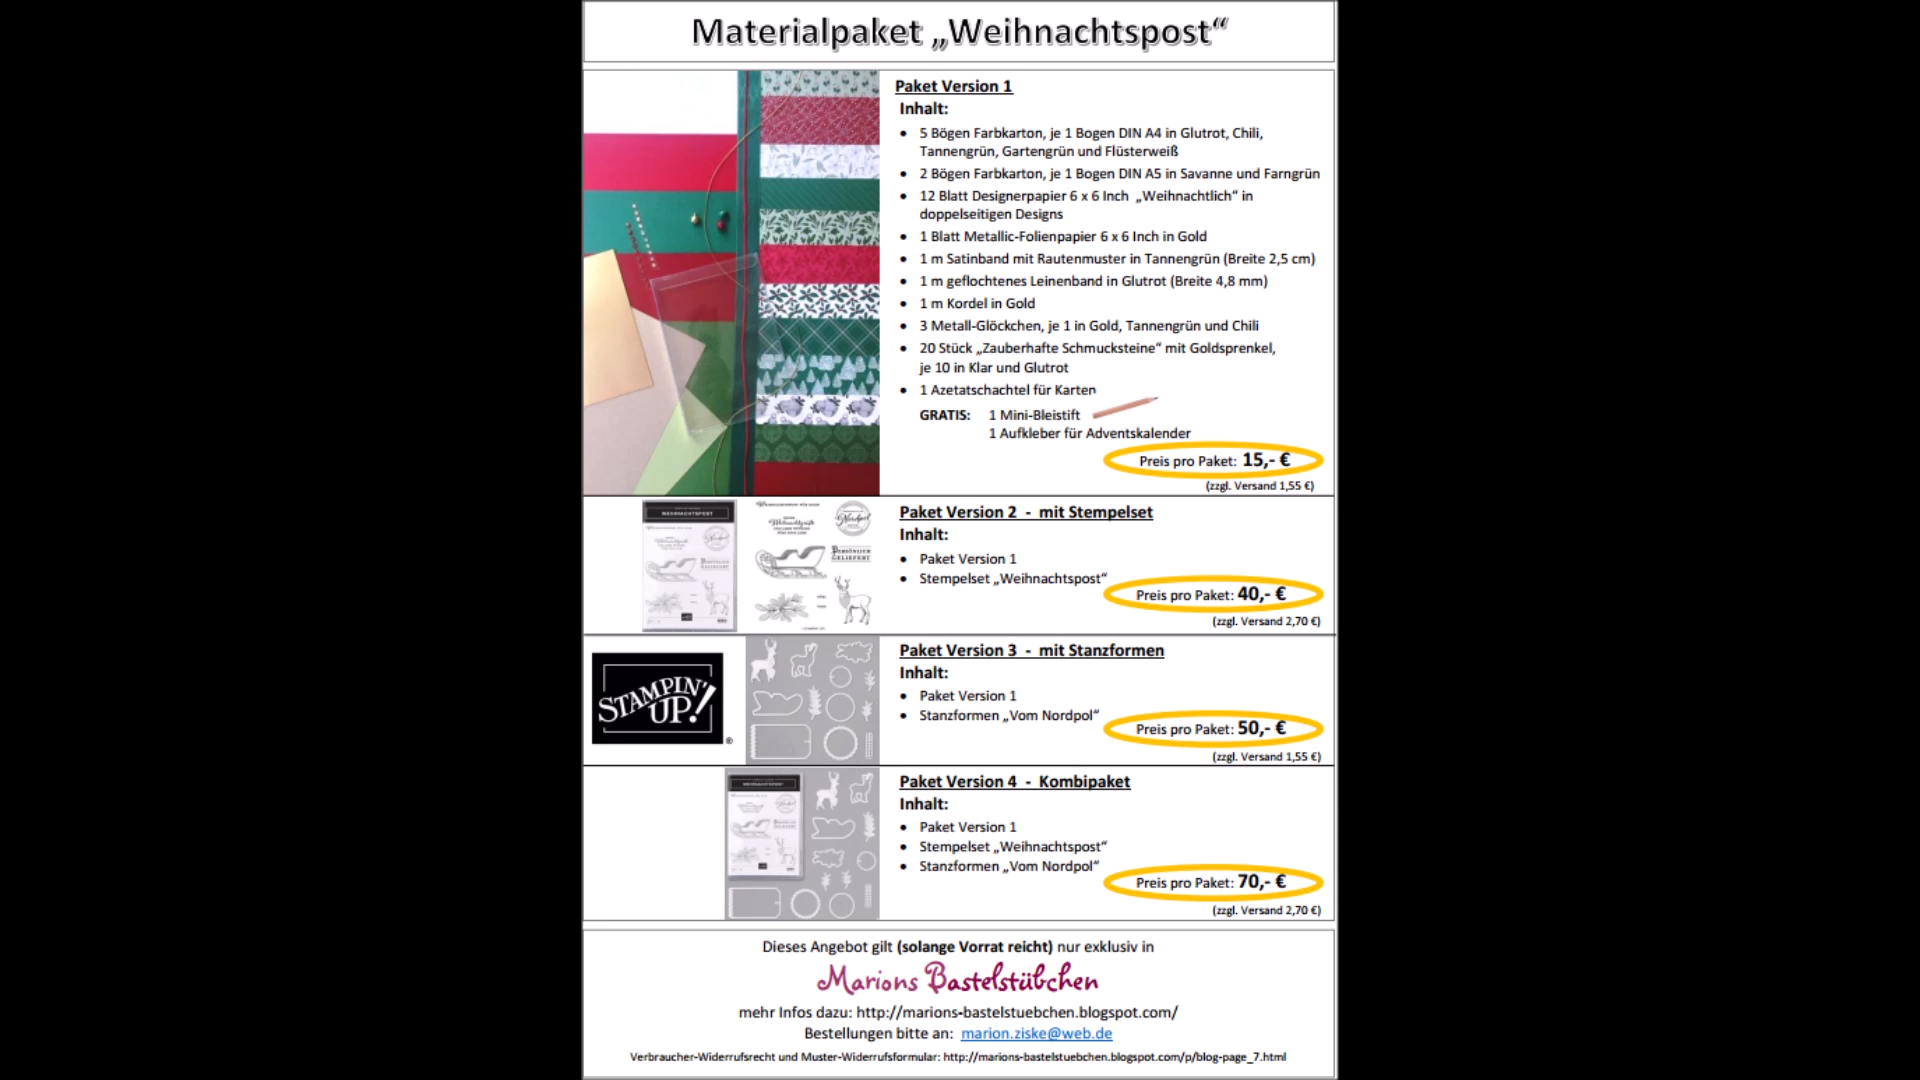 Materialpaket „Weihnachtspost“
Paket Version 1
Inhalt:
• 5 Bögen Farbkarton, je 1 Bogen DIN A4 in Glutrot, Chili,
Tannengrün, Gartengrün und Flüsterweiß
• 2 Bögen Farbkarton, je 1 Bogen DIN A5 in Savanne und Farngrün
• 12 Blatt Designerpapier 6 x 6 Inch „Weihnachtlich“ in
doppelseitigen Designs
• 1 Blatt Metallic-Folienpapier 6 x 6 Inch in Gold
• 1 m Satinband mit Rautenmuster in Tannengrün (Breite 2,5 cm)
• 1 m geflochtenes Leinenband in Glutrot (Breite 4,8 mm)
• 1 m Kordel in Gold
• 3 Metall-Glöckchen, je 1 in Gold, Tannengrün und Chili
• 20 Stück „Zauberhafte Schmucksteine“ mit Goldsprenkel,
je 10 in Klar und Glutrot
• 1 Azetatschachtel für Karten
GRATIS: 1 Mini-Bleistift
1 Aufkleber für Adventskalender
Preis pro Paket: 15,- €
(zzgl. Versand 1,55 €)
WEIHNACHTSPOST
Nordpol
PERSÖNLICH
GELIEFERT
Paket Version 2 - mit Stempelset
Inhalt:
• Paket Version 1
• Stempelset „Weihnachtspost“
Preis pro Paket: 40,- €
(zzgl. Versand 2,70 €)
STAMPIN'
UP!
®
Paket Version 3 - mit Stanzformen
Inhalt:
• Paket Version 1
• Stanzformen „Vom Nordpol“
Preis pro Paket: 50,- €
(zzgl. Versand 1,55 €)
Paket Version 4 - Kombipaket
Inhalt:
• Paket Version 1
• Stempelset „Weihnachtspost“
• Stanzformen „Vom Nordpol“
Preis pro Paket: 70,- €
(zzgl. Versand 2,70 €)
Dieses Angebot gilt (solange Vorrat reicht) nur exklusiv in
Marions Bastelstübchen
mehr Infos dazu: http://marions-bastelstuebchen.blogspot.com/
Bestellungen bitte an: marion.ziske@web.de
Verbraucher-Widerrufsrecht und Muster-Widerrufsformular: http://marions-bastelstuebchen.blogspot.com/p/blog-page_7.html